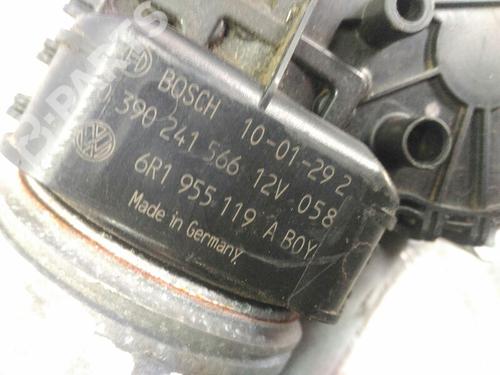 BOSCH 10-01-29 2
390 241 566 12V 058
6R1 955 119 A BOY
Made in Germany